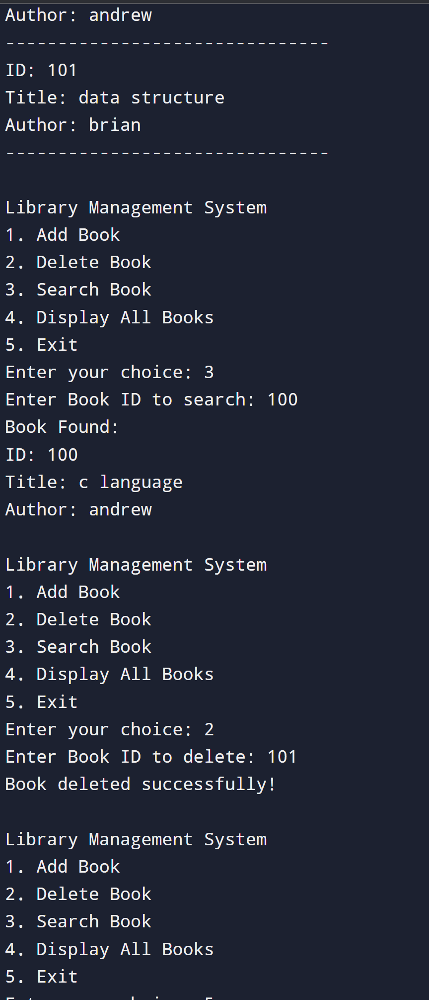 Author: andrew
-------------------------------
ID: 101
Title: data structure
Author: brian
-------------------------------
Library Management System
1. Add Book
2. Delete Book
3. Search Book
4. Display All Books
5. Exit
Enter your choice: 3
Enter Book ID to search: 100
Book Found:
ID: 100
Title: c language
Author: andrew
Library Management System
1. Add Book
2. Delete Book
3. Search Book
4. Display All Books
5. Exit
Enter your choice: 2
Enter Book ID to delete: 101
Book deleted successfully!
Library Management System
1. Add Book
2. Delete Book
3. Search Book
4. Display All Books
5. Exit